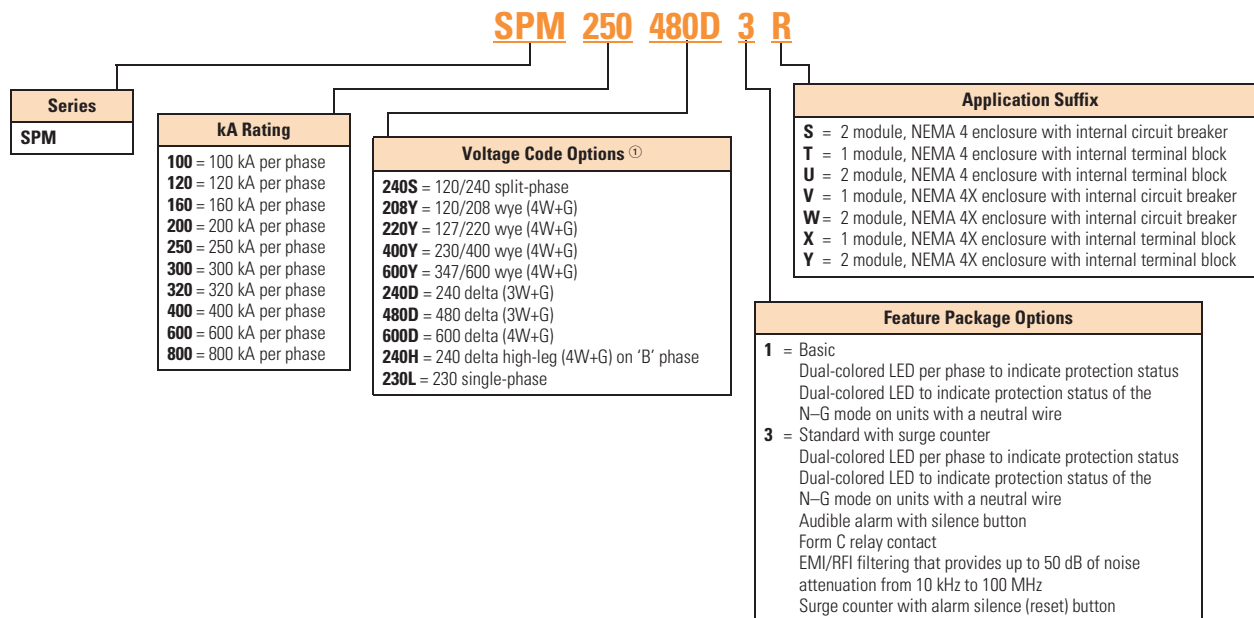 SPM 250 480D 3 R
Series
SPM
kA Rating
100 = 100 kA per phase
120 = 120 kA per phase
160 = 160 kA per phase
200 = 200 kA per phase
250 = 250 kA per phase
300 = 300 kA per phase
320 = 320 kA per phase
400 = 400 kA per phase
600 = 600 kA per phase
800 = 800 kA per phase
Voltage Code Options ①
240S = 120/240 split-phase
208Y = 120/208 wye (4W+G)
220Y = 127/220 wye (4W+G)
400Y = 230/400 wye (4W+G)
600Y = 347/600 wye (4W+G)
240D = 240 delta (3W+G)
480D = 480 delta (3W+G)
600D = 600 delta (4W+G)
240H = 240 delta high-leg (4W+G) on ‘B’ phase
230L = 230 single-phase
Application Suffix
S = 2 module, NEMA 4 enclosure with internal circuit breaker
T = 1 module, NEMA 4 enclosure with internal terminal block
U = 2 module, NEMA 4 enclosure with internal terminal block
V = 1 module, NEMA 4X enclosure with internal circuit breaker
W = 2 module, NEMA 4X enclosure with internal circuit breaker
X = 1 module, NEMA 4X enclosure with internal terminal block
Y = 2 module, NEMA 4X enclosure with internal terminal block
Feature Package Options
1 = Basic
Dual-colored LED per phase to indicate protection status
Dual-colored LED to indicate protection status of the
N–G mode on units with a neutral wire
3 = Standard with surge counter
Dual-colored LED per phase to indicate protection status
Dual-colored LED to indicate protection status of the
N–G mode on units with a neutral wire
Audible alarm with silence button
Form C relay contact
EMI/RFI filtering that provides up to 50 dB of noise
attenuation from 10 kHz to 100 MHz
Surge counter with alarm silence (reset) button